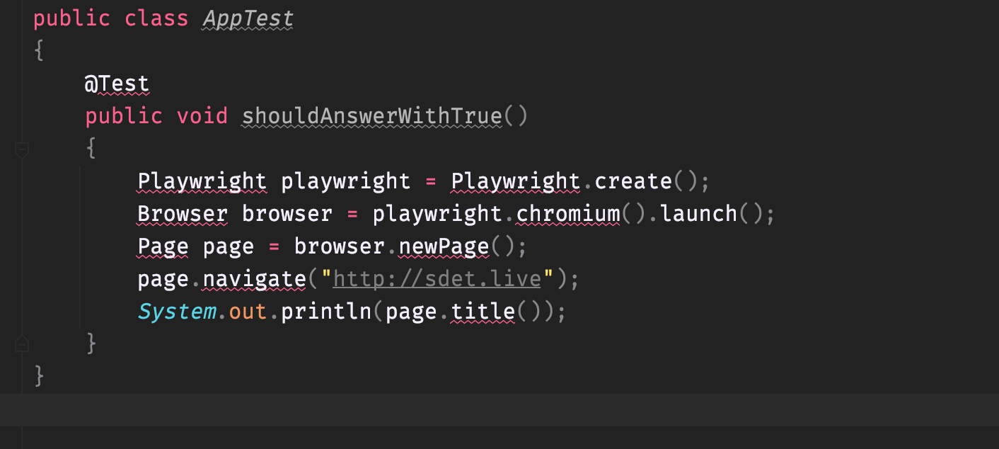 public class AppTest
{
    @Test
    public void shouldAnswerWithTrue()
    {
        Playwright playwright = Playwright.create();
        Browser browser = playwright.chromium().launch();
        Page page = browser.newPage();
        page.navigate("http://sdet.live");
        System.out.println(page.title());
    }
}